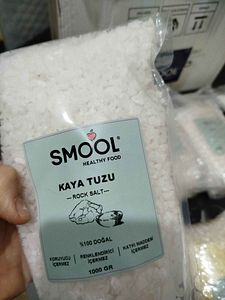 SMOOL®
HEALTHY FOOD
KAYA TUZU
— ROCK SALT —
%100 DOĞAL
KORUYUCU İÇERMEZ
RENKLENDİRİCİ İÇERMEZ
KATKI MADDESİ İÇERMEZ
1000 GR